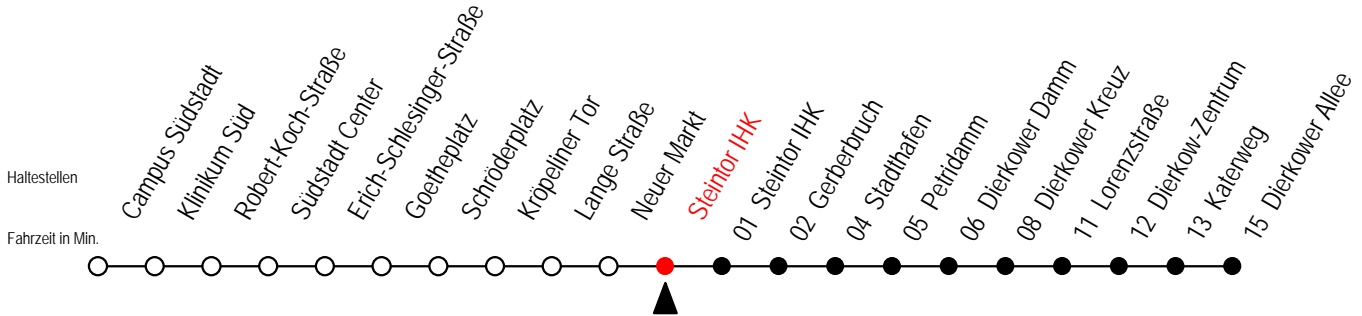 Haltestellen
Fahrzeit in Min.
Campus Südstadt
Klinikum Süd
Robert-Koch-Straße
Südstadt Center
Erich-Schlesinger-Straße
Goetheplatz
Schröderplatz
Kröpeliner Tor
Lange Straße
Neuer Markt
Steintor IHK
01 Steintor IHK
02 Gerberbruch
04 Stadthafen
05 Petridamm
06 Dierkower Damm
08 Dierkower Kreuz
11 Lorenzstraße
12 Dierkow-Zentrum
13 Katerweg
15 Dierkower Allee